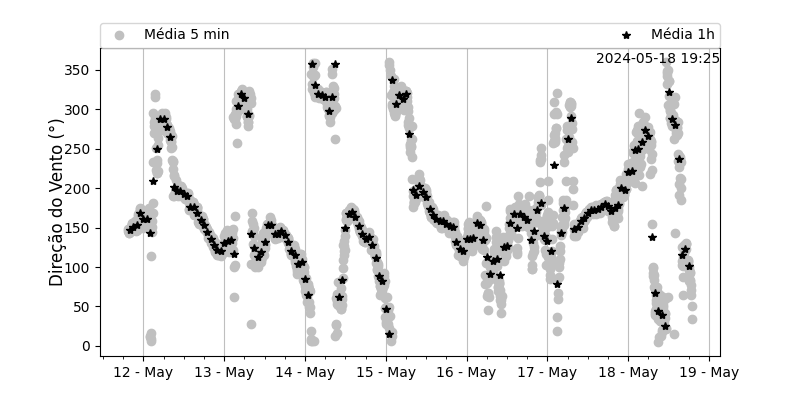 Média 5 min
Média 1h
2024-05-18 19:25
Direção do Vento (°)
350
300
250
200
150
100
50
0
12 - May
13 - May
14 - May
15 - May
16 - May
17 - May
18 - May
19 - May